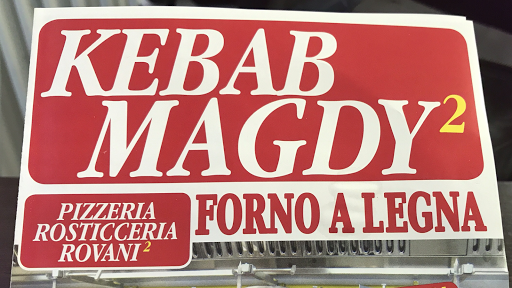 KEBAB
MAGDY²
PIZZERIA
ROSTICCERIA
ROVANI²
FORNO A LEGNA